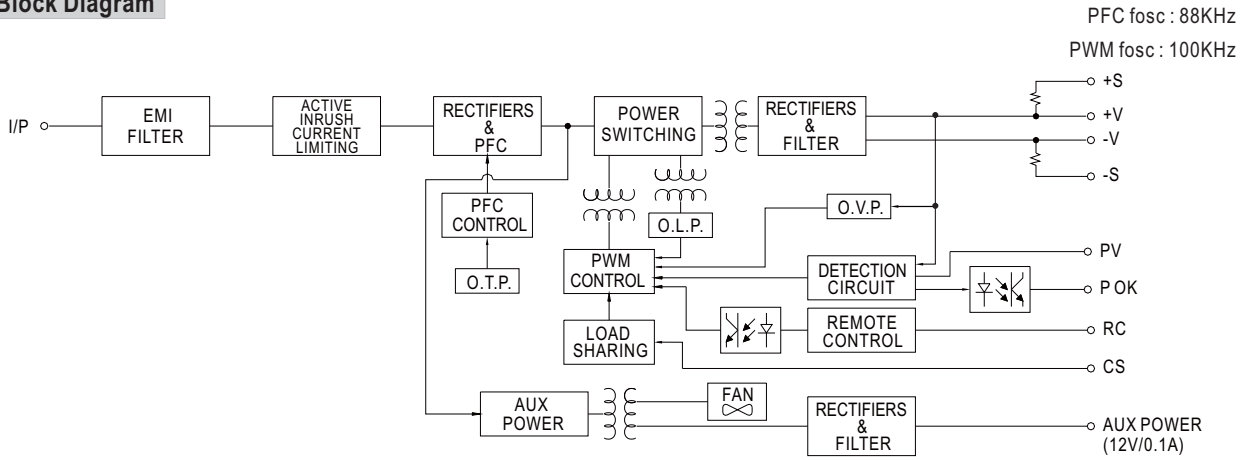 Block Diagram
PFC fosc : 88KHz
PWM fosc : 100KHz
I/P
EMI
FILTER
ACTIVE
INRUSH
CURRENT
LIMITING
RECTIFIERS
&
PFC
POWER
SWITCHING
RECTIFIERS
&
FILTER
+S
+V
-V
-S
PFC
CONTROL
O.T.P.
O.L.P.
O.V.P.
PWM
CONTROL
DETECTION
CIRCUIT
PV
P OK
LOAD
SHARING
REMOTE
CONTROL
RC
CS
AUX
POWER
FAN
RECTIFIERS
&
FILTER
AUX POWER
(12V/0.1A)